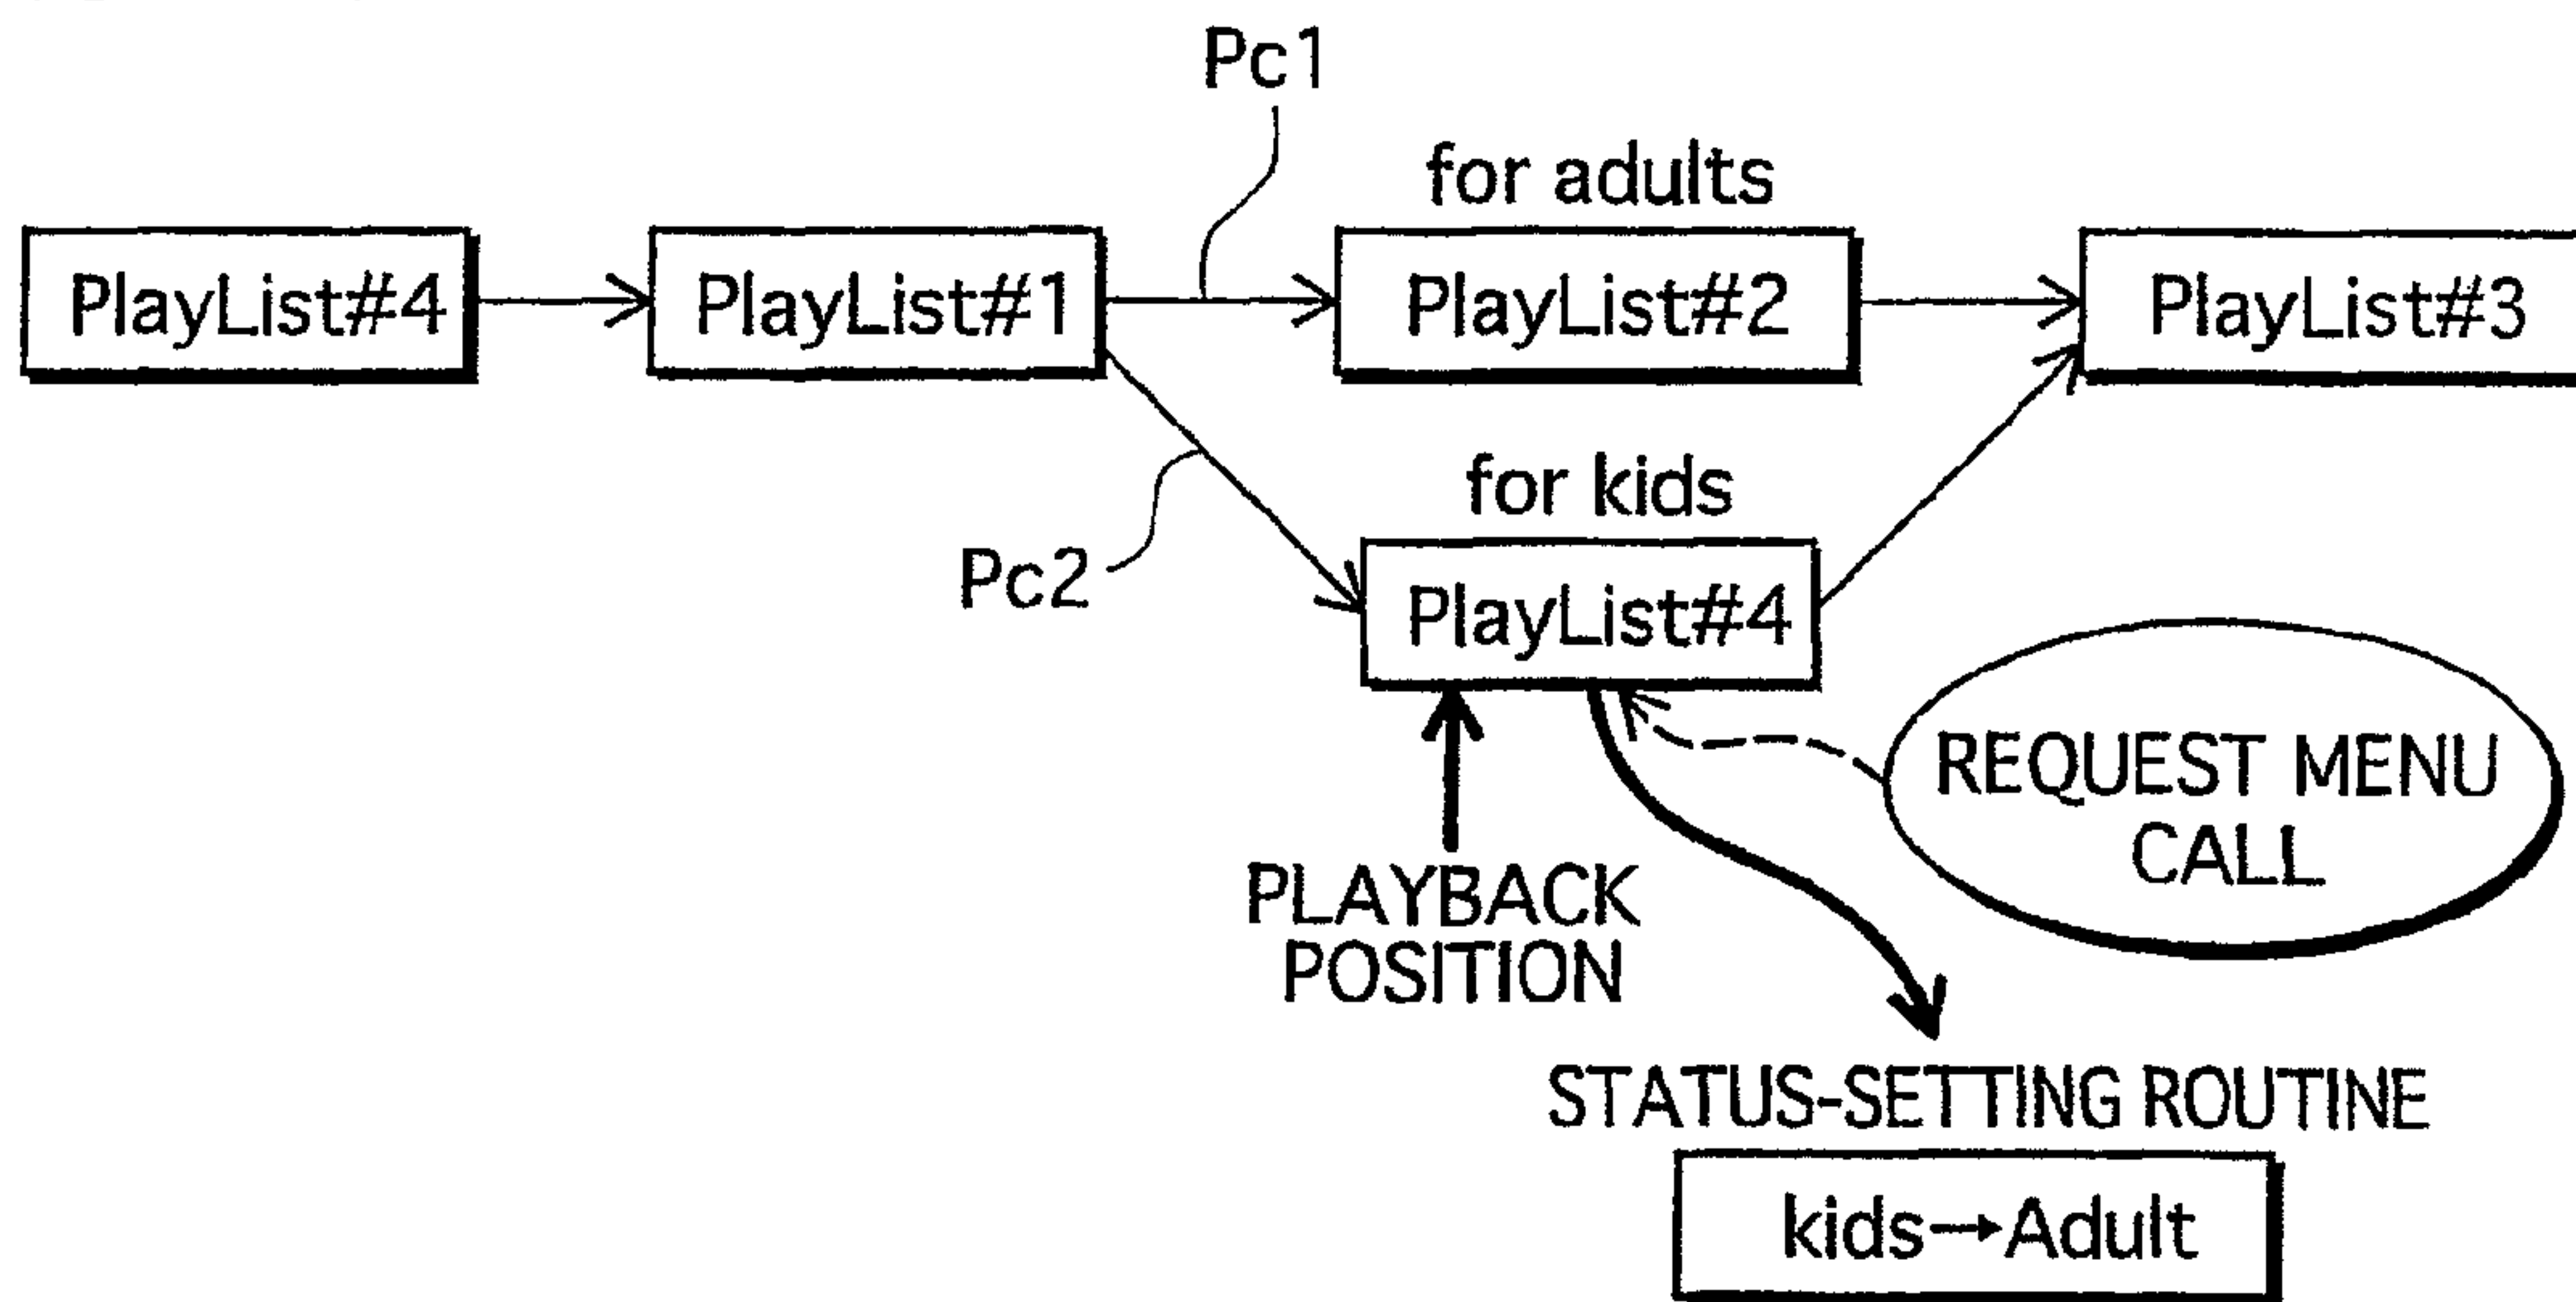 Pc1
for adults
PlayList#4
PlayList#1
PlayList#2
PlayList#3
for kids
Pc2
PlayList#4
REQUEST MENU
CALL
PLAYBACK
POSITION
STATUS-SETTING ROUTINE
kids→Adult